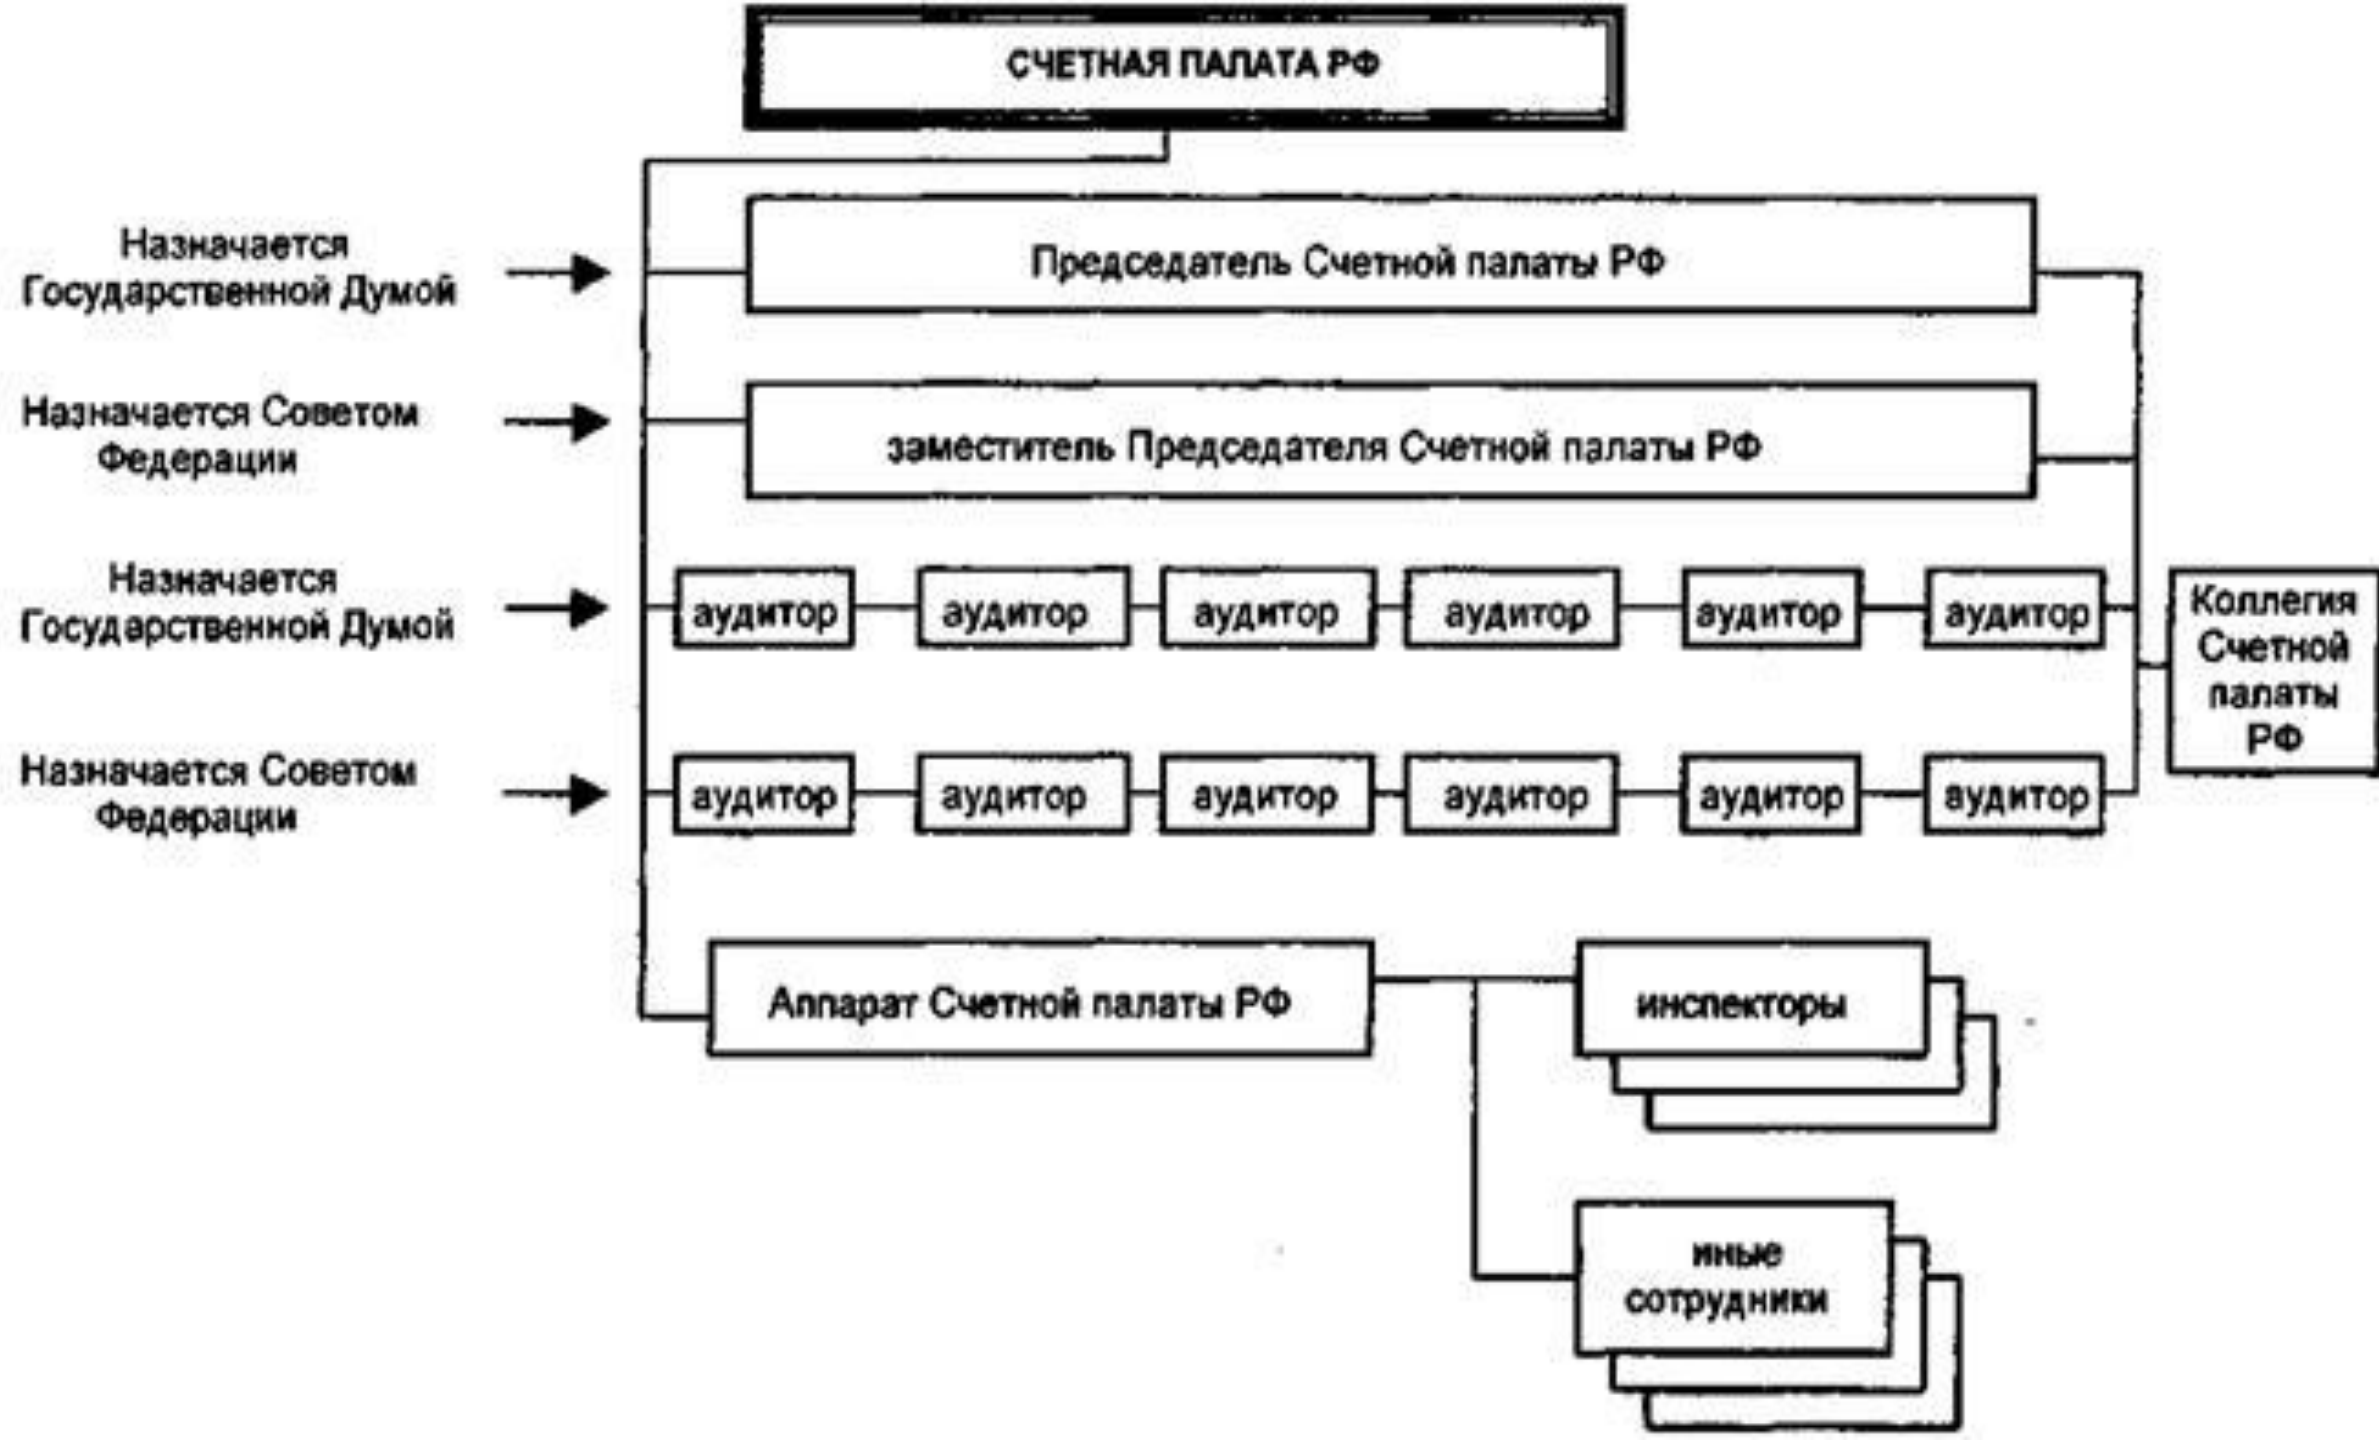 СЧЕТНАЯ ПАЛАТА РФ
Назначается
Государственной Думой
Председатель Счетной палаты РФ
Назначается Советом
Федерации
заместитель Председателя Счетной палаты РФ
Назначается
Государственной Думой
аудитор
аудитор
аудитор
аудитор
аудитор
аудитор
Коллегия
Счетной
палаты
РФ
Назначается Советом
Федерации
аудитор
аудитор
аудитор
аудитор
аудитор
аудитор
Аппарат Счетной палаты РФ
инспекторы
иные
сотрудники